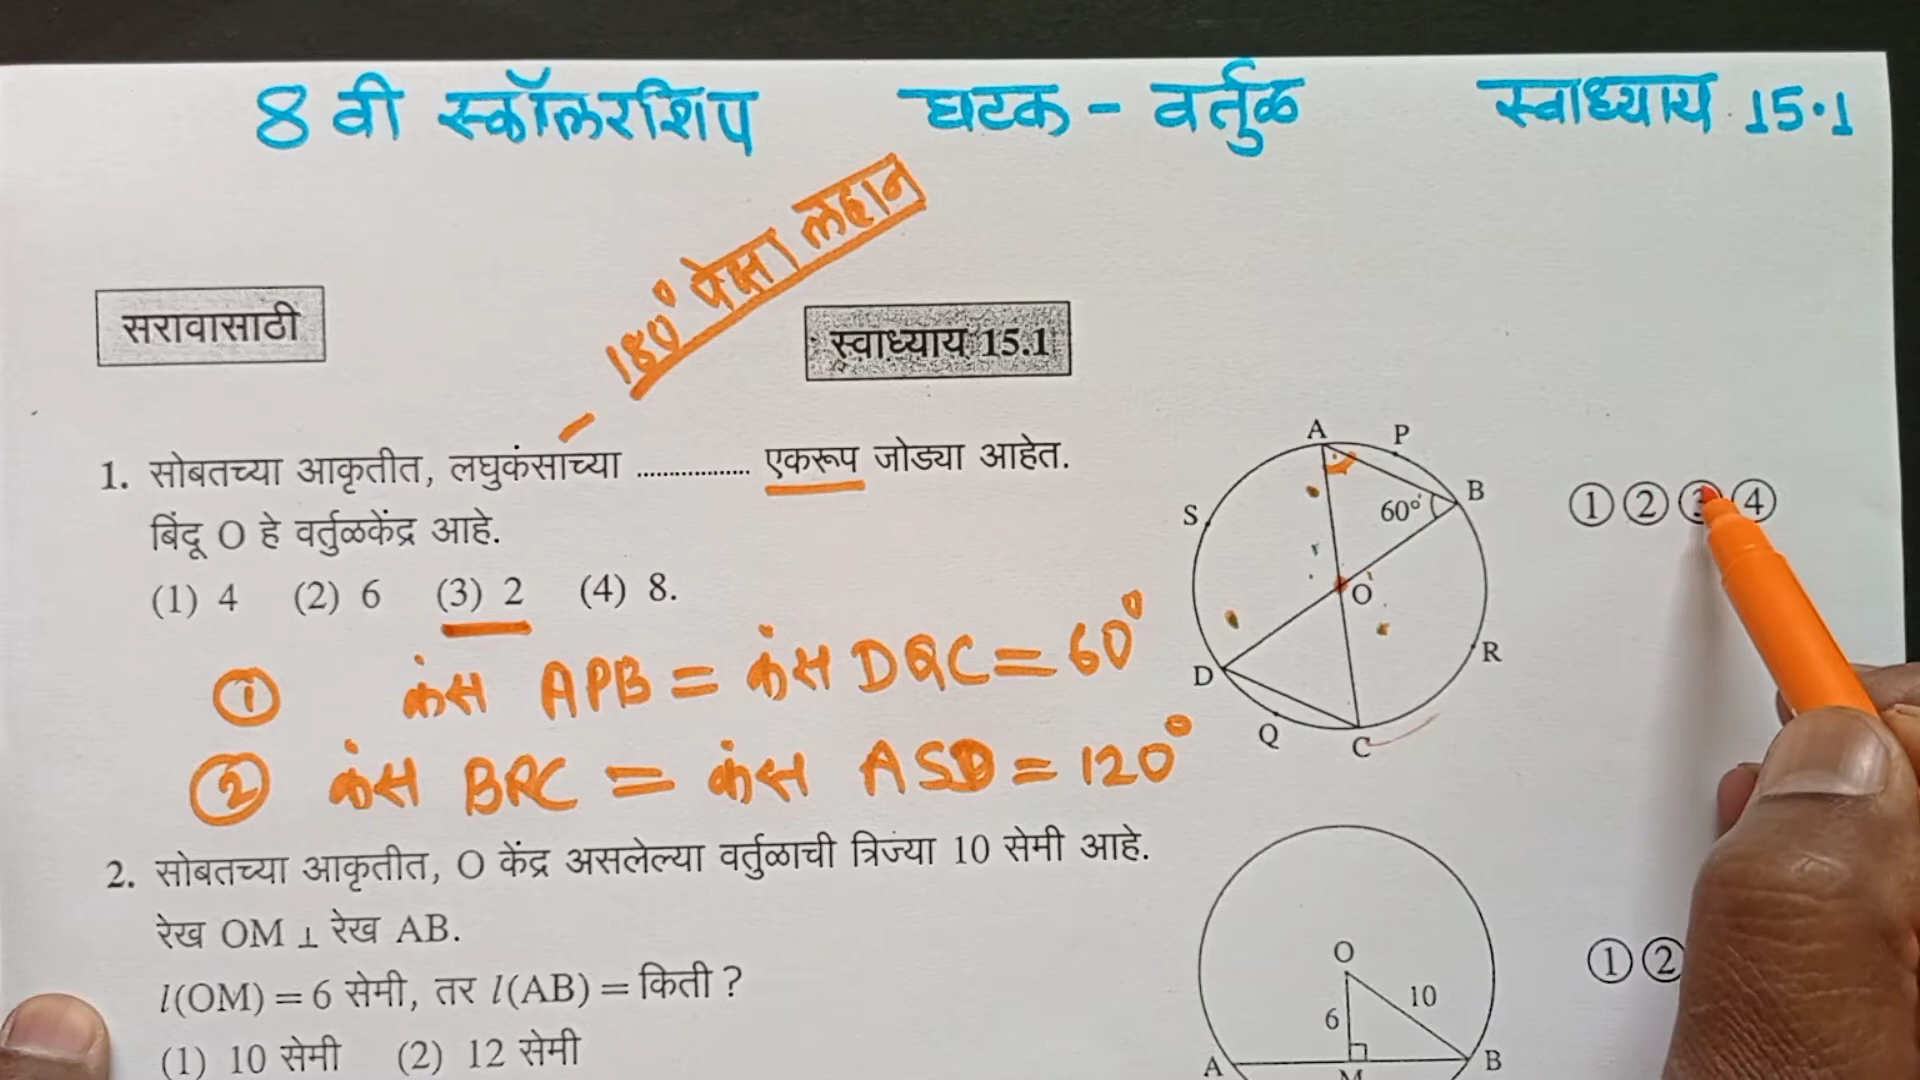 8 वी स्कॉलरशिप घटक - वर्तुळ स्वाध्याय 15.1
180° पेक्षा लहान
सरावासाठी
स्वाध्याय 15.1
1. सोबतच्या आकृतीत, लघुकंसाच्या .................. एकरूप जोड्या आहेत.
बिंदू O हे वर्तुळकेंद्र आहे.
(1) 4 (2) 6 (3) 2 (4) 8.
A P B 60° S O R D Q C
① ② ③ ④
① कंस APB = कंस DQC = 60°
② कंस BRC = कंस ASD = 120°
2. सोबतच्या आकृतीत, O केंद्र असलेल्या वर्तुळाची त्रिज्या 10 सेमी आहे.
रेख OM ⊥ रेख AB.
l(OM) = 6 सेमी, तर l(AB) = किती ?
(1) 10 सेमी (2) 12 सेमी
O 10 6 A M B
① ②